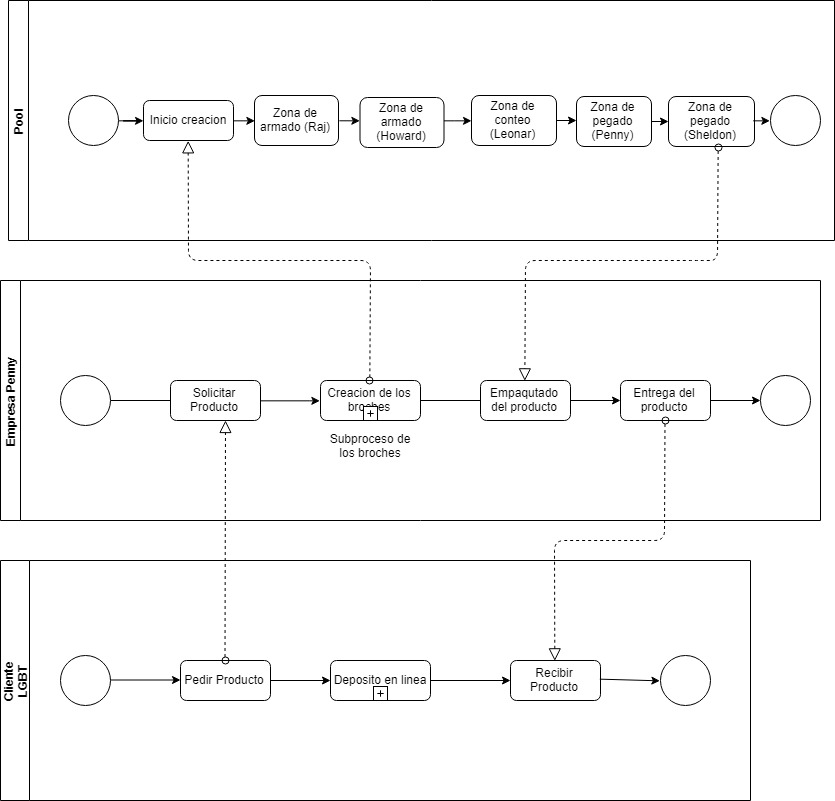 Pool
Inicio creacion
Zona de
armado (Raj)
Zona de
armado
(Howard)
Zona de
conteo
(Leonar)
Zona de
pegado
(Penny)
Zona de
pegado
(Sheldon)
Empresa Penny
Solicitar
Producto
Creacion de los
broches
Subproceso de
los broches
Empaqutado
del producto
Entrega del
producto
Cliente
LGBT
Pedir Producto
Deposito en linea
Recibir
Producto